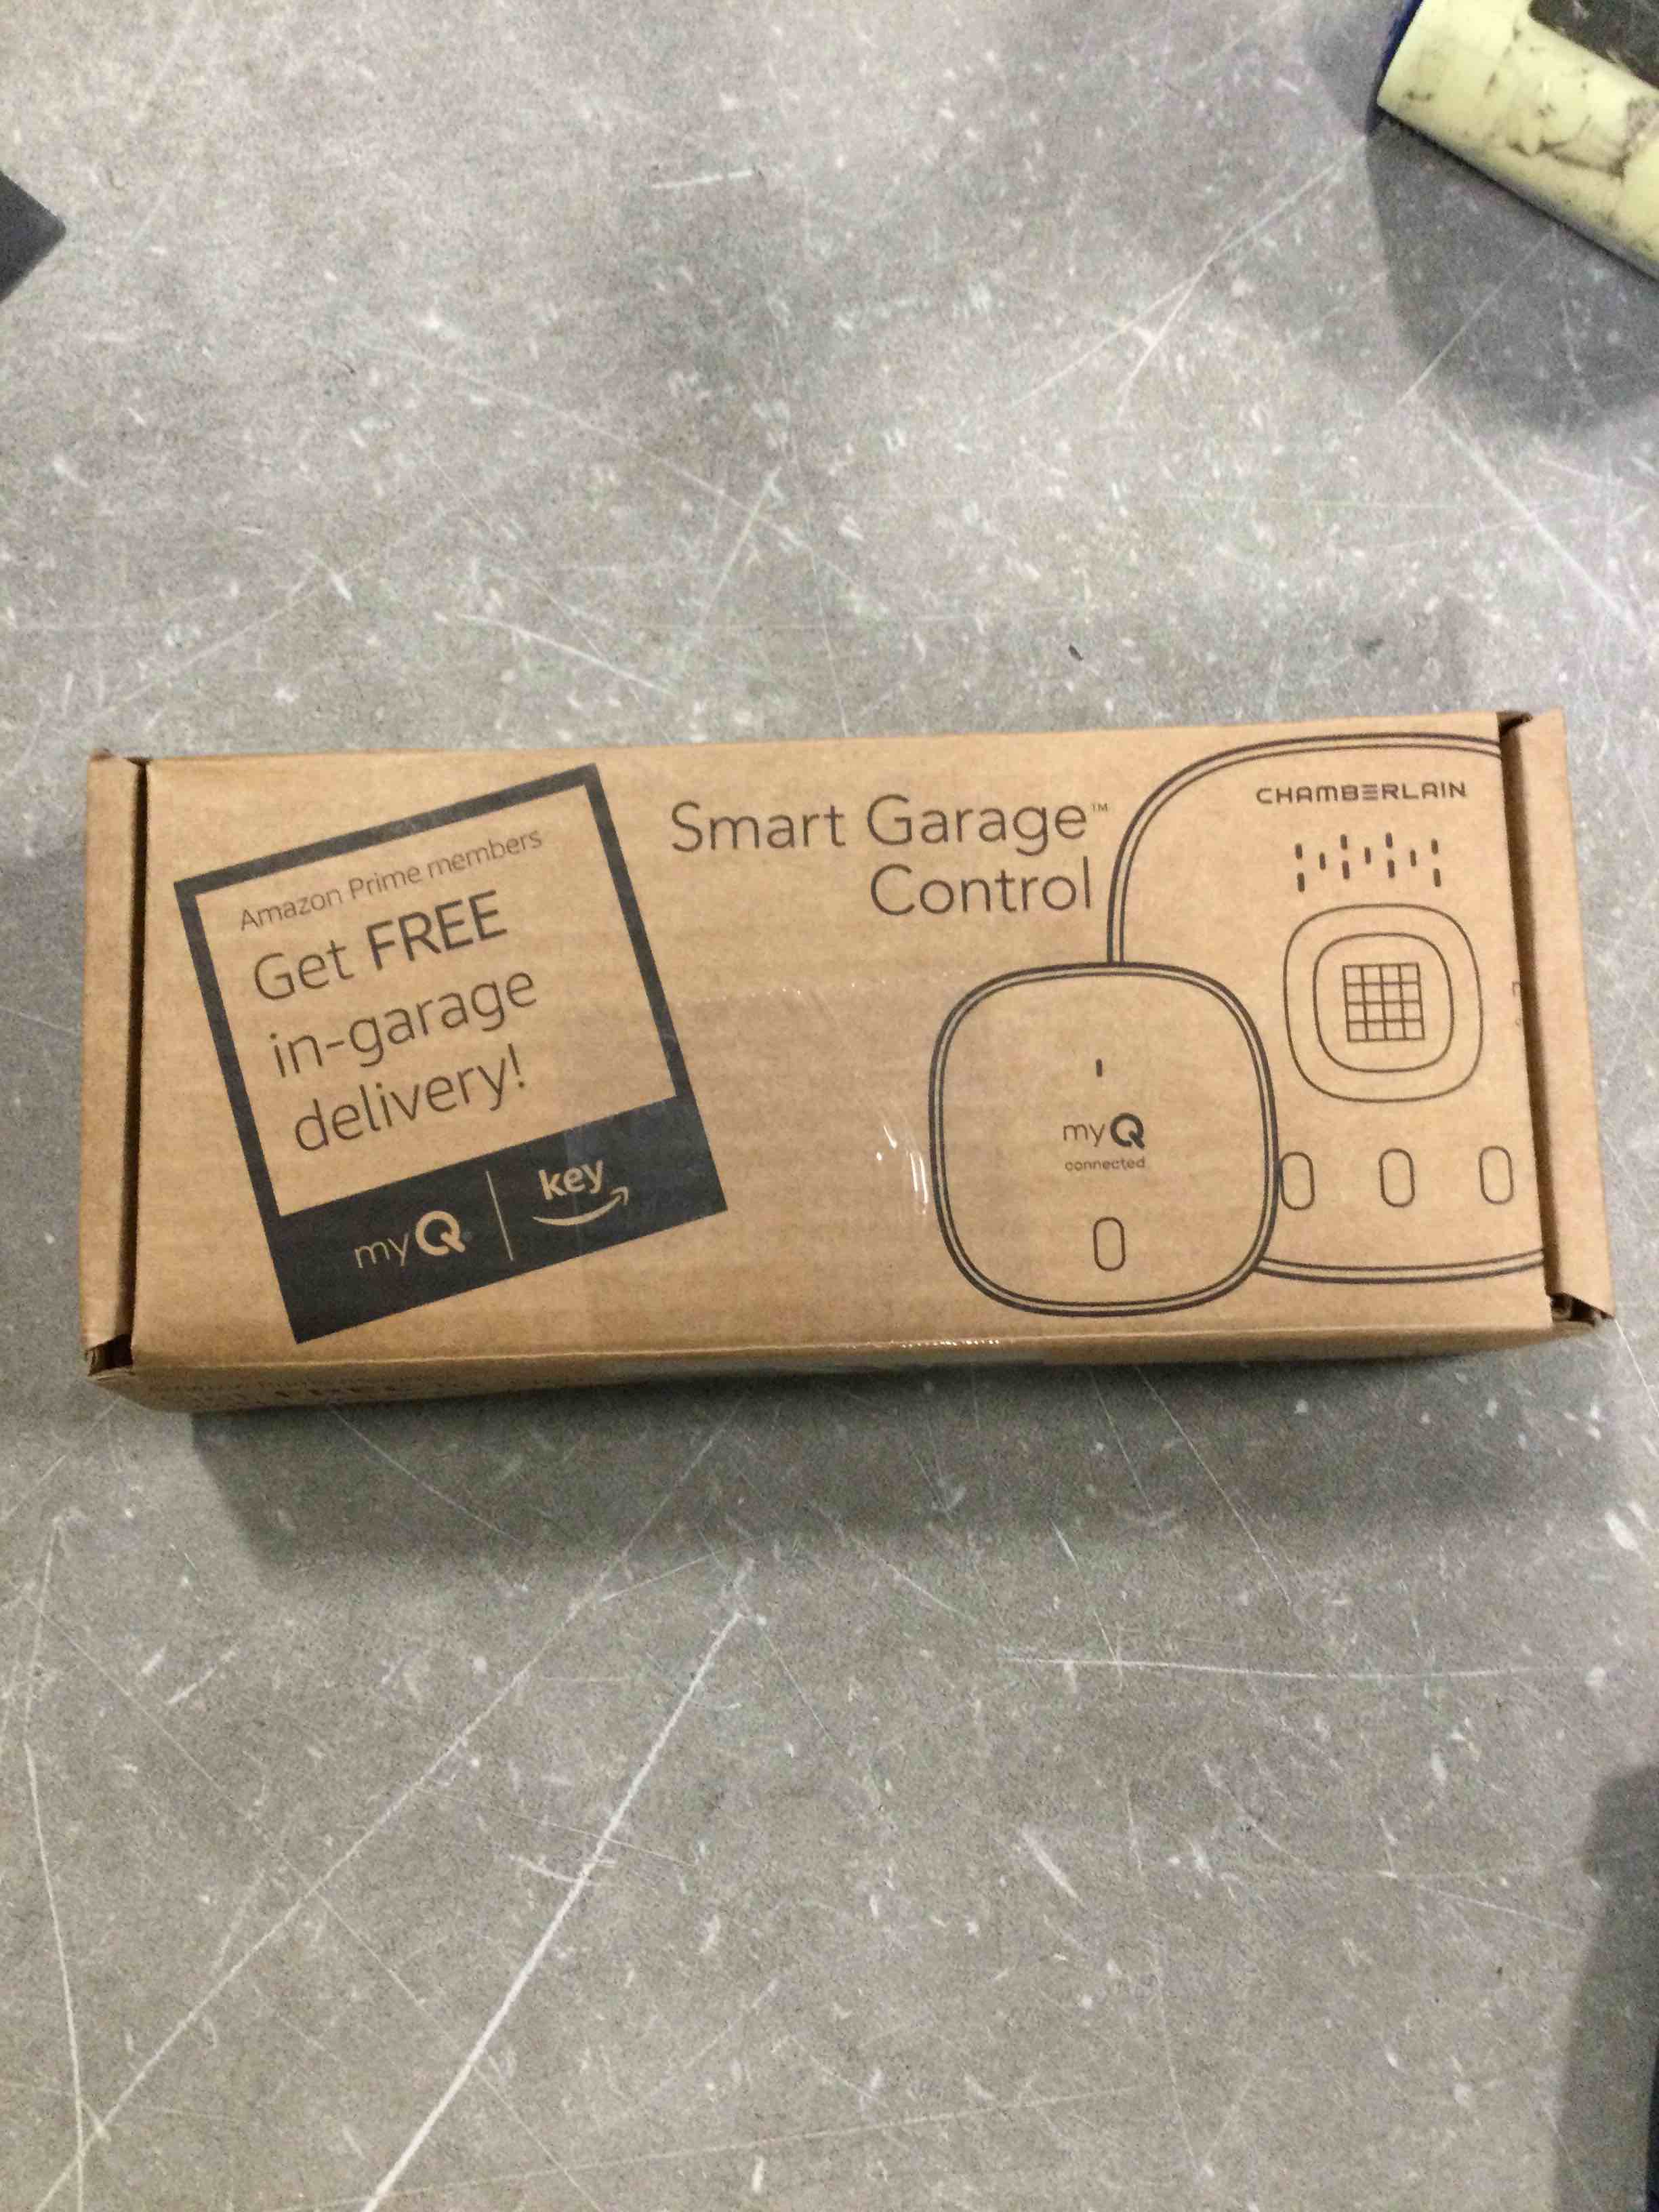 Amazon Prime members
Get FREE
in-garage
delivery!
myQ | key
Smart Garage™
Control
CHAMBERLAIN
myQ
connected